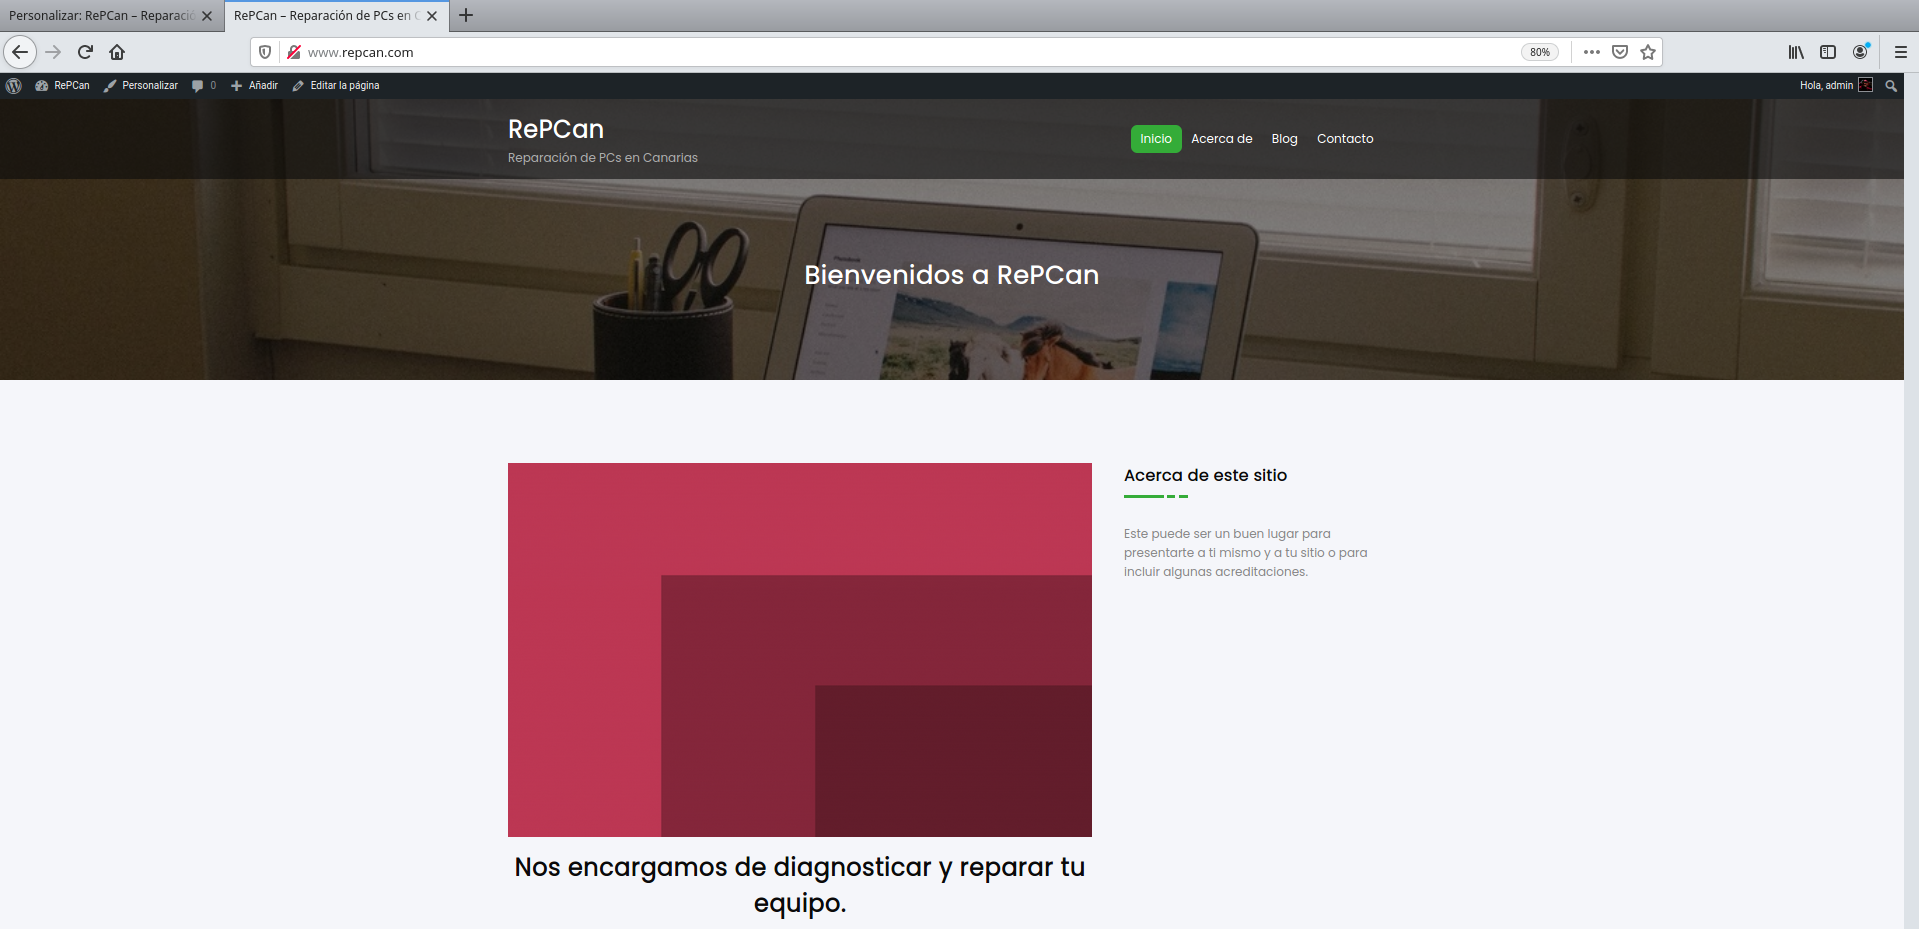 Personalizar: RePCan – Reparació
RePCan – Reparación de PCs en C
www.repcan.com
80%
RePCan
Personalizar
0
Añadir
Editar la página
Hola, admin
RePCan
Reparación de PCs en Canarias
Inicio
Acerca de
Blog
Contacto
Bienvenidos a RePCan
Acerca de este sitio
Este puede ser un buen lugar para
presentarte a ti mismo y a tu sitio o para
incluir algunas acreditaciones.
Nos encargamos de diagnosticar y reparar tu
equipo.